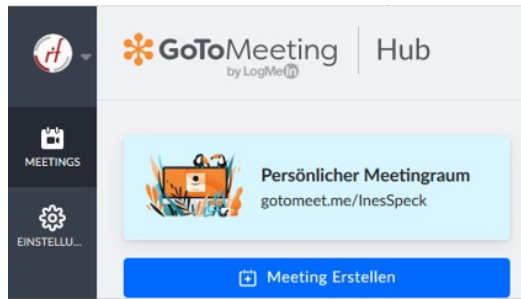 GoToMeeting Hub
by LogMeIn
MEETINGS
Persönlicher Meetingraum
gotomeet.me/InesSpeck
EINSTELLU...
Meeting Erstellen